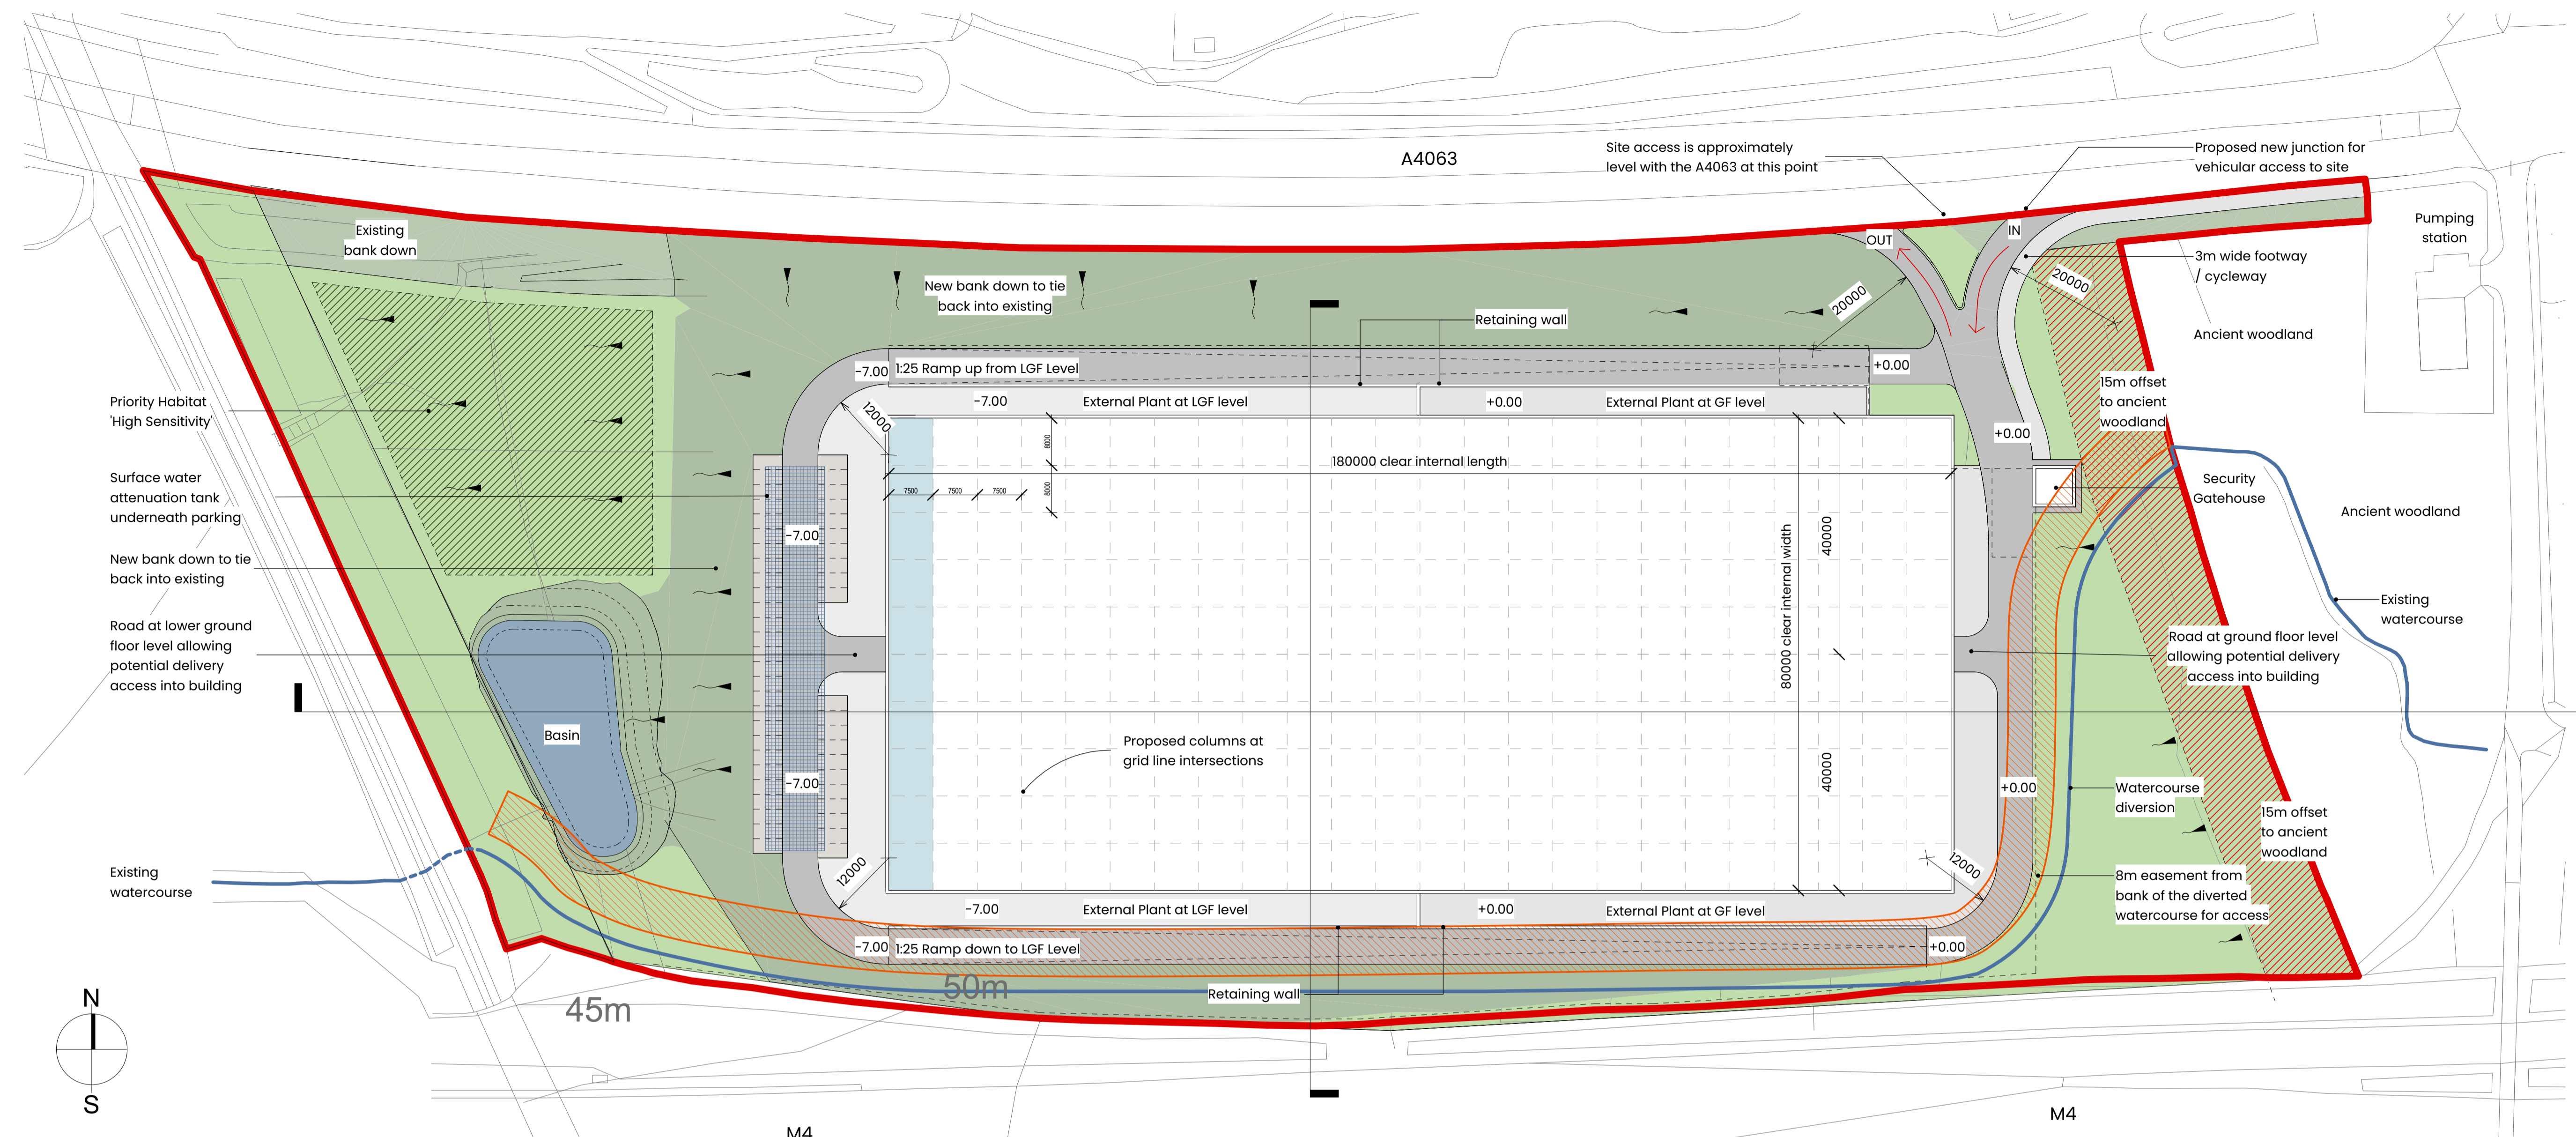 A4063
Site access is approximately
level with the A4063 at this point
Proposed new junction for
vehicular access to site
Existing
bank down
OUT
IN
Pumping
station
3m wide footway
/ cycleway
20000
20000
New bank down to tie
back into existing
Retaining wall
Ancient woodland
-7.00
1:25 Ramp up from LGF Level
+0.00
15m offset
to ancient
woodland
Priority Habitat
'High Sensitivity'
12000
-7.00
External Plant at LGF level
+0.00
External Plant at GF level
+0.00
8000
180000 clear internal length
Surface water
attenuation tank
underneath parking
7500
7500
7500
8000
Security
Gatehouse
Ancient woodland
-7.00
40000
80000 clear internal width
New bank down to tie
back into existing
Existing
watercourse
Road at lower ground
floor level allowing
potential delivery
access into building
Road at ground floor level
allowing potential delivery
access into building
Basin
Proposed columns at
grid line intersections
-7.00
40000
+0.00
Watercourse
diversion
15m offset
to ancient
woodland
Existing
watercourse
12000
12000
8m easement from
bank of the diverted
watercourse for access
-7.00
External Plant at LGF level
+0.00
External Plant at GF level
-7.00
1:25 Ramp down to LGF Level
+0.00
50m
45m
Retaining wall
N
S
M4
M4